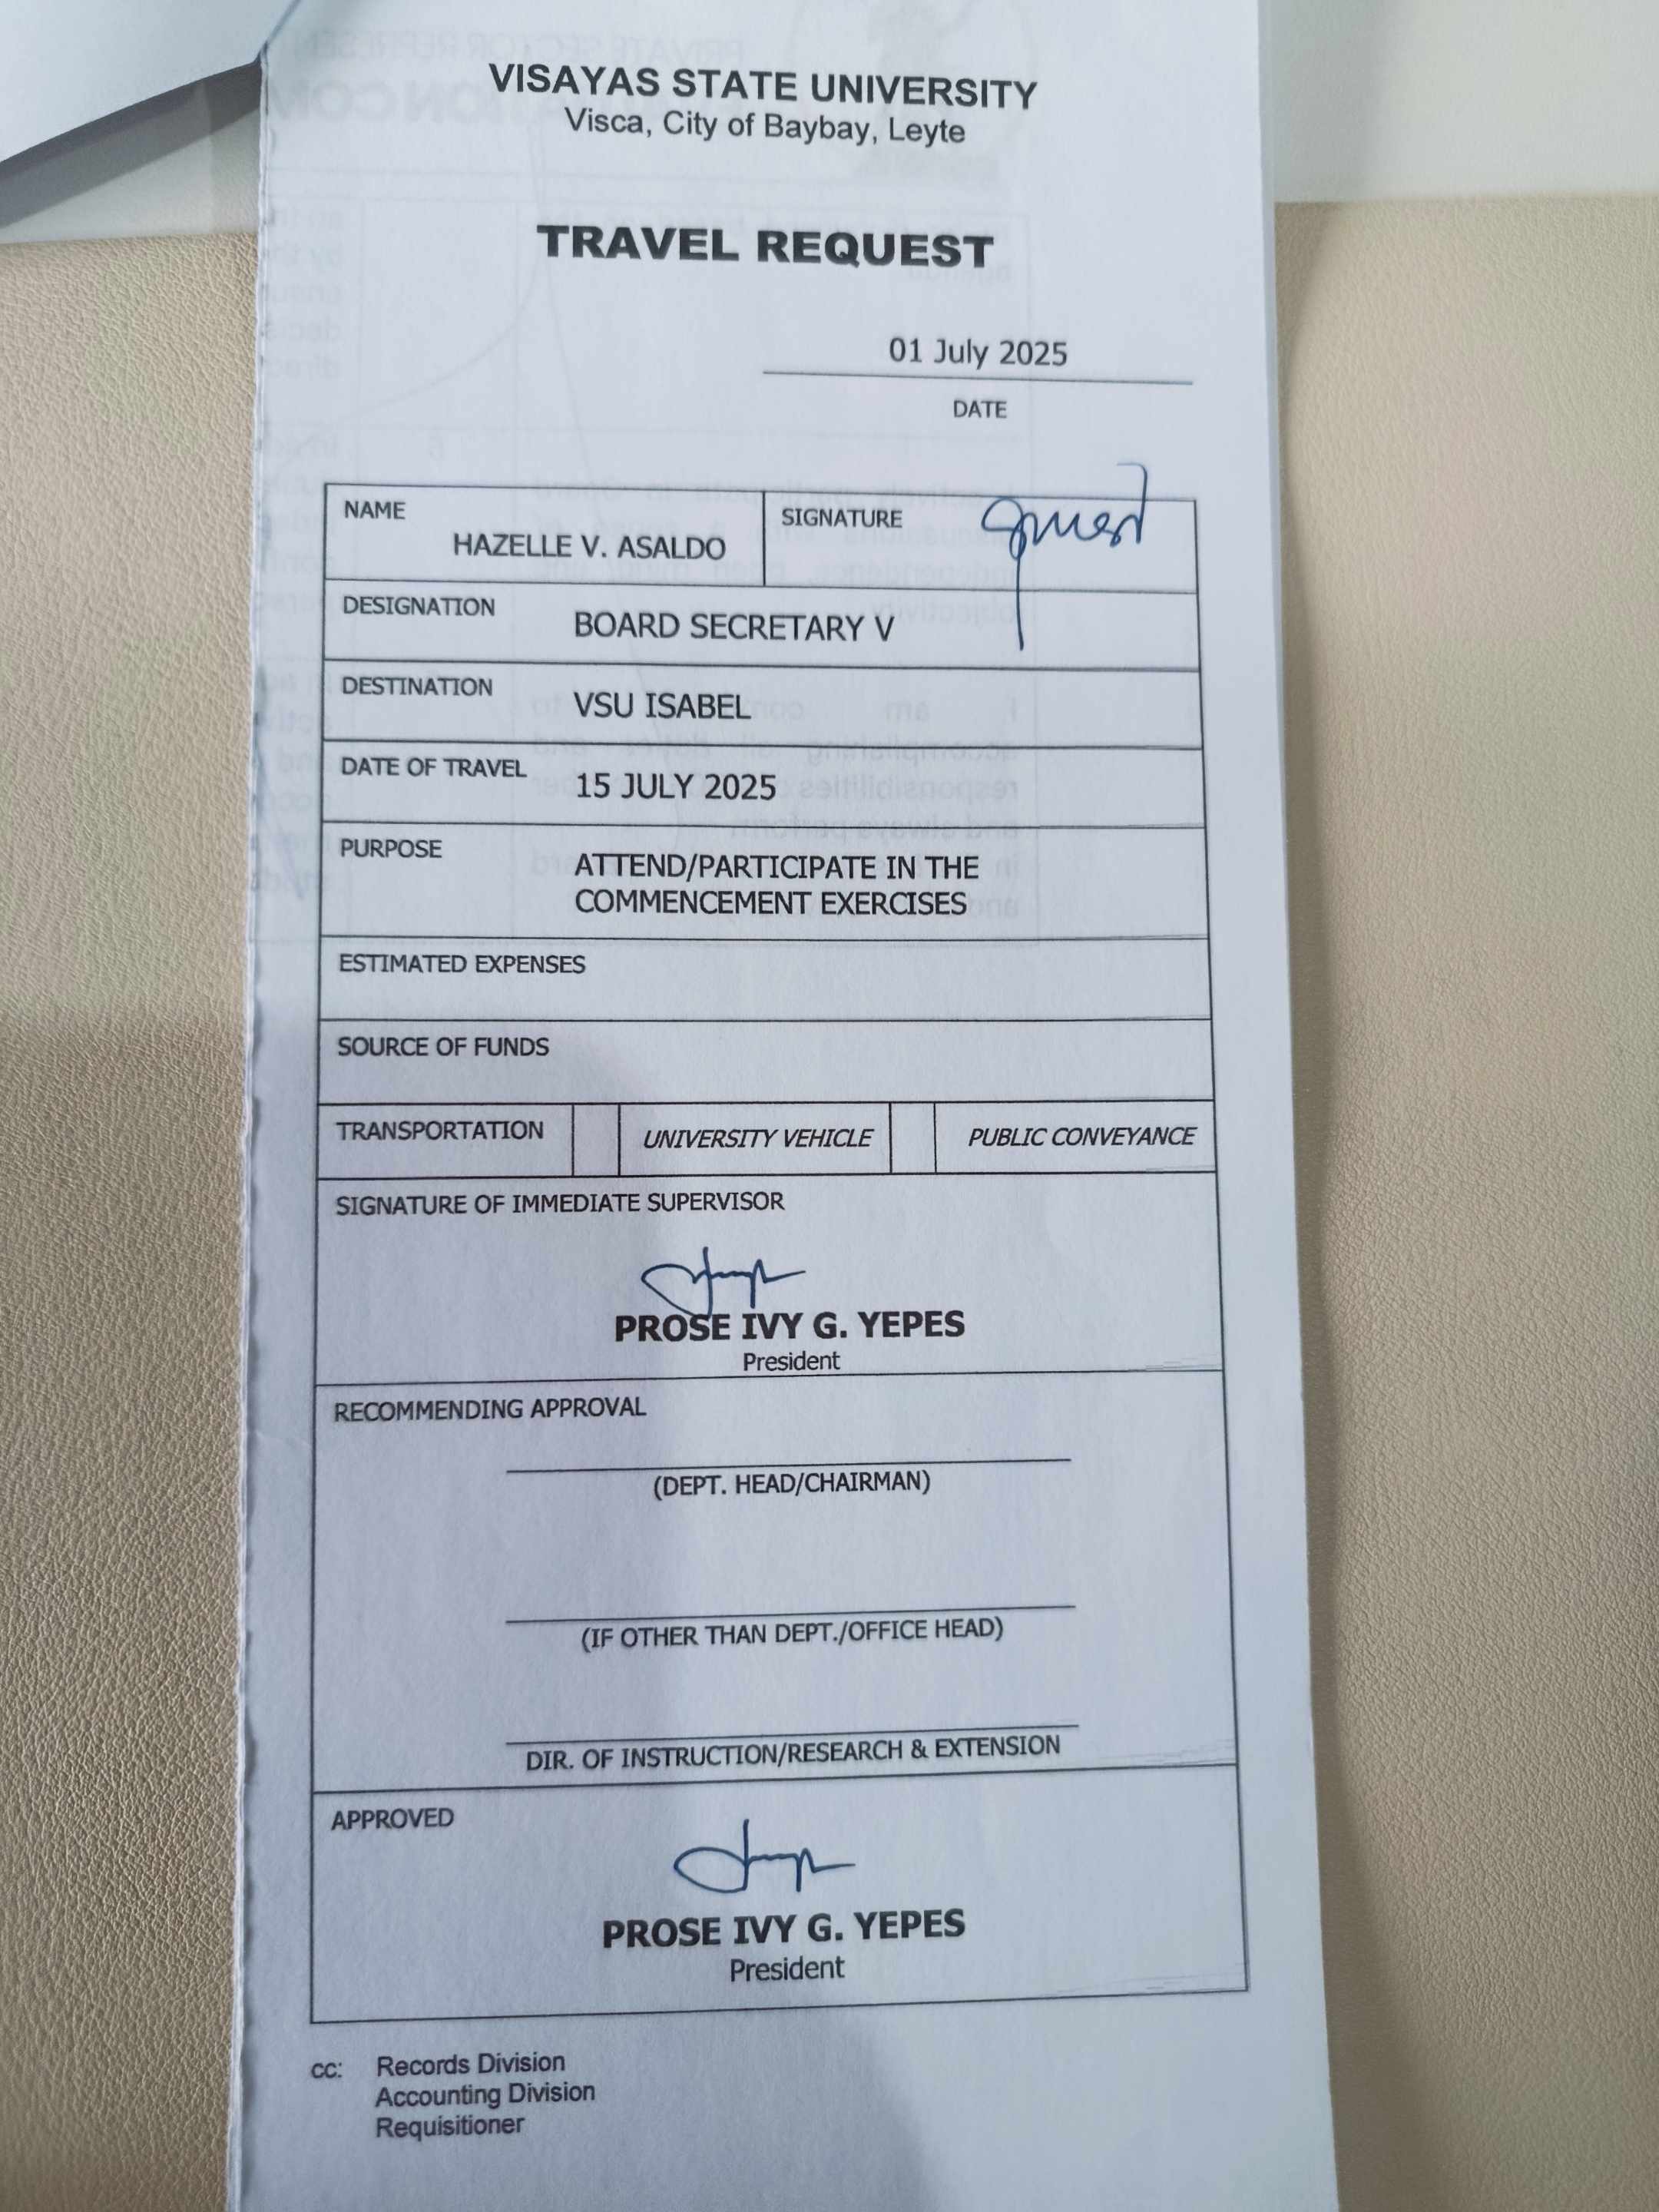 VISAYAS STATE UNIVERSITY
Visca, City of Baybay, Leyte
TRAVEL REQUEST
01 July 2025
DATE
NAME
HAZELLE V. ASALDO
SIGNATURE
DESIGNATION
BOARD SECRETARY V
DESTINATION
VSU ISABEL
DATE OF TRAVEL
15 JULY 2025
PURPOSE
ATTEND/PARTICIPATE IN THE
COMMENCEMENT EXERCISES
ESTIMATED EXPENSES
SOURCE OF FUNDS
TRANSPORTATION UNIVERSITY VEHICLE PUBLIC CONVEYANCE
SIGNATURE OF IMMEDIATE SUPERVISOR
PROSE IVY G. YEPES
President
RECOMMENDING APPROVAL
(DEPT. HEAD/CHAIRMAN)
(IF OTHER THAN DEPT./OFFICE HEAD)
DIR. OF INSTRUCTION/RESEARCH & EXTENSION
APPROVED
PROSE IVY G. YEPES
President
cc: Records Division
Accounting Division
Requisitioner